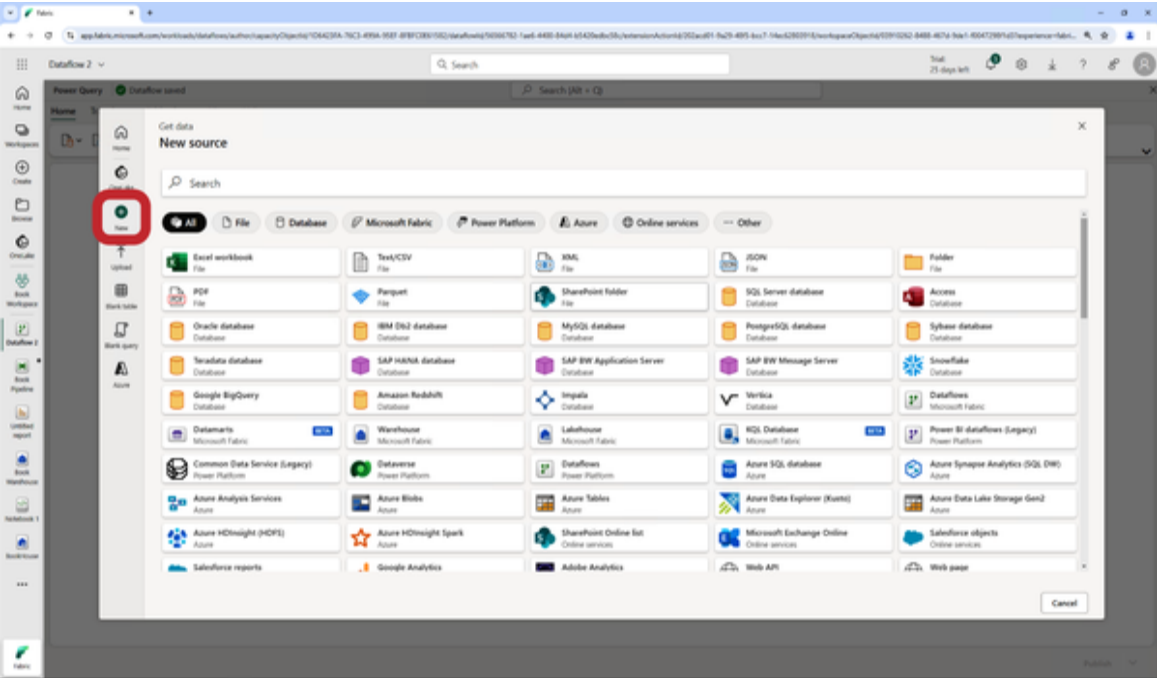 Fabric
Dataflow 2
Search
Trial:
25 days left
Power Query
Dataflow saved
Search (Alt + Q)
Home
Home
Workspaces
Create
Browse
OneLake
Book
Workspace
Dataflow 2
Book
Pipeline
Untitled
report
Book
Warehouse
Notebook 1
BookHouse
Fabric
Home
New
Upload
Blank table
Blank query
Azure
Get data
New source
Search
All
File
Database
Microsoft Fabric
Power Platform
Azure
Online services
Other
Excel workbook
File
Text/CSV
File
XML
File
JSON
File
Folder
File
PDF
File
Parquet
File
SharePoint folder
File
SQL Server database
Database
Access
Database
Oracle database
Database
IBM Db2 database
Database
MySQL database
Database
PostgreSQL database
Database
Sybase database
Database
Teradata database
Database
SAP HANA database
Database
SAP BW Application Server
Database
SAP BW Message Server
Database
Snowflake
Database
Google BigQuery
Database
Amazon Redshift
Database
Impala
Database
Vertica
Database
Dataflows
Microsoft Fabric
Datamarts
Microsoft Fabric
BETA
Warehouse
Microsoft Fabric
Lakehouse
Microsoft Fabric
KQL Database
Microsoft Fabric
BETA
Power BI dataflows (Legacy)
Power Platform
Common Data Service (Legacy)
Power Platform
Dataverse
Power Platform
Dataflows
Power Platform
Azure SQL database
Azure
Azure Synapse Analytics (SQL DW)
Azure
Azure Analysis Services
Azure
Azure Blobs
Azure
Azure Tables
Azure
Azure Data Explorer (Kusto)
Azure
Azure Data Lake Storage Gen2
Azure
Azure HDInsight (HDFS)
Azure
Azure HDInsight Spark
Azure
SharePoint Online list
Online services
Microsoft Exchange Online
Online services
Salesforce objects
Online services
Salesforce reports
Google Analytics
Adobe Analytics
Web API
Web page
Cancel
Publish